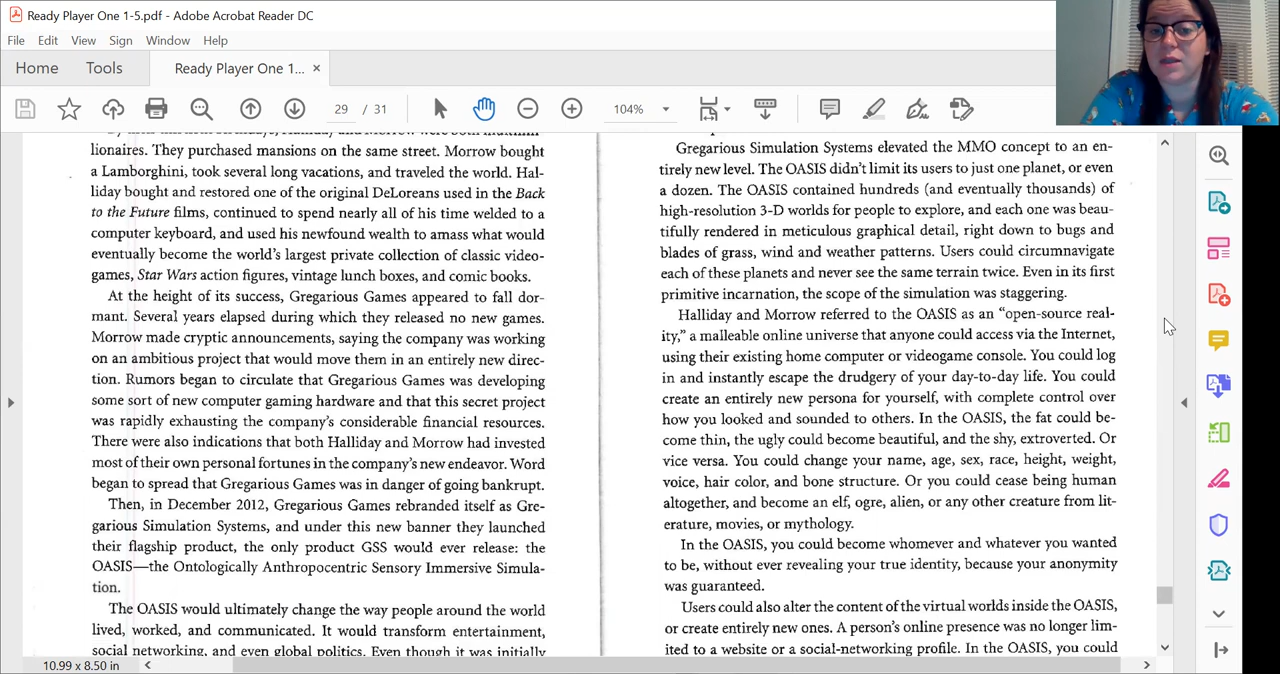 Ready Player One 1-5.pdf - Adobe Acrobat Reader DC
File Edit View Sign Window Help
Home Tools Ready Player One 1... ×
29 / 31 104%
lionaires. They purchased mansions on the same street. Morrow bought
a Lamborghini, took several long vacations, and traveled the world. Hal-
liday bought and restored one of the original DeLoreans used in the Back
to the Future films, continued to spend nearly all of his time welded to a
computer keyboard, and used his newfound wealth to amass what would
eventually become the world's largest private collection of classic video-
games, Star Wars action figures, vintage lunch boxes, and comic books.
At the height of its success, Gregarious Games appeared to fall dor-
mant. Several years elapsed during which they released no new games.
Morrow made cryptic announcements, saying the company was working
on an ambitious project that would move them in an entirely new direc-
tion. Rumors began to circulate that Gregarious Games was developing
some sort of new computer gaming hardware and that this secret project
was rapidly exhausting the company's considerable financial resources.
There were also indications that both Halliday and Morrow had invested
most of their own personal fortunes in the company's new endeavor. Word
began to spread that Gregarious Games was in danger of going bankrupt.
Then, in December 2012, Gregarious Games rebranded itself as Gre-
garious Simulation Systems, and under this new banner they launched
their flagship product, the only product GSS would ever release: the
OASIS—the Ontologically Anthropocentric Sensory Immersive Simula-
tion.
The OASIS would ultimately change the way people around the world
lived, worked, and communicated. It would transform entertainment,
social networking, and even global politics. Even though it was initially
Gregarious Simulation Systems elevated the MMO concept to an en-
tirely new level. The OASIS didn't limit its users to just one planet, or even
a dozen. The OASIS contained hundreds (and eventually thousands) of
high-resolution 3-D worlds for people to explore, and each one was beau-
tifully rendered in meticulous graphical detail, right down to bugs and
blades of grass, wind and weather patterns. Users could circumnavigate
each of these planets and never see the same terrain twice. Even in its first
primitive incarnation, the scope of the simulation was staggering.
Halliday and Morrow referred to the OASIS as an "open-source real-
ity," a malleable online universe that anyone could access via the Internet,
using their existing home computer or videogame console. You could log
in and instantly escape the drudgery of your day-to-day life. You could
create an entirely new persona for yourself, with complete control over
how you looked and sounded to others. In the OASIS, the fat could be-
come thin, the ugly could become beautiful, and the shy, extroverted. Or
vice versa. You could change your name, age, sex, race, height, weight,
voice, hair color, and bone structure. Or you could cease being human
altogether, and become an elf, ogre, alien, or any other creature from lit-
erature, movies, or mythology.
In the OASIS, you could become whomever and whatever you wanted
to be, without ever revealing your true identity, because your anonymity
was guaranteed.
Users could also alter the content of the virtual worlds inside the OASIS,
or create entirely new ones. A person's online presence was no longer lim-
ited to a website or a social-networking profile. In the OASIS, you could
10.99 x 8.50 in